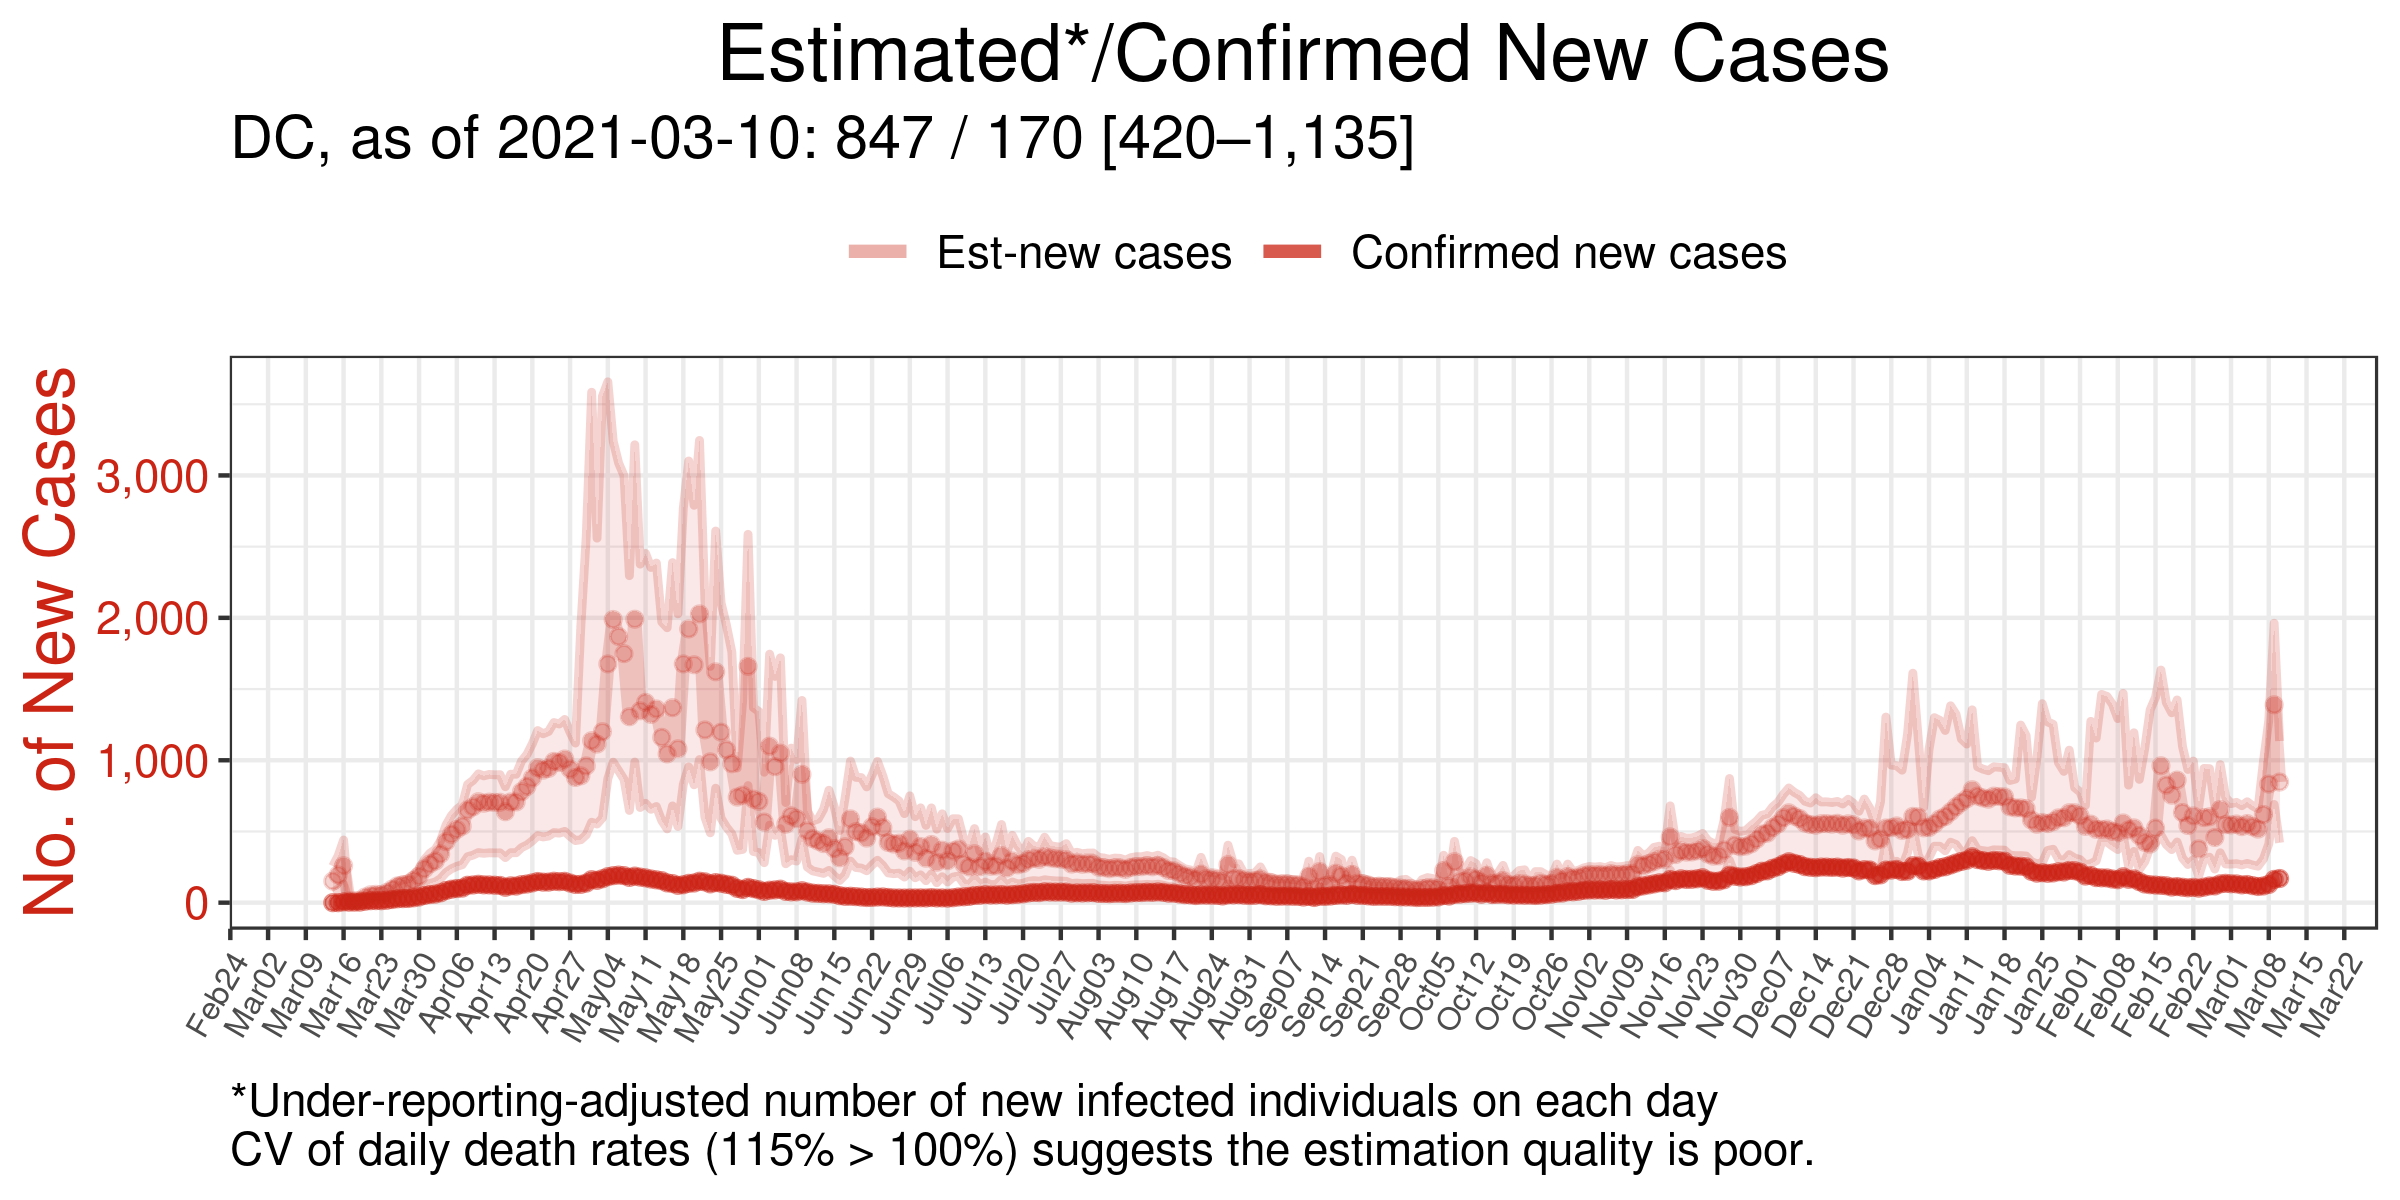 Estimated*/Confirmed New Cases
DC, as of 2021-03-10: 847 / 170 [420–1,135]
Est-new cases
Confirmed new cases
No. of New Cases
3,000
2,000
1,000
0
Feb24
Mar02
Mar09
Mar16
Mar23
Mar30
Apr06
Apr13
Apr20
Apr27
May04
May11
May18
May25
Jun01
Jun08
Jun15
Jun22
Jun29
Jul06
Jul13
Jul20
Jul27
Aug03
Aug10
Aug17
Aug24
Aug31
Sep07
Sep14
Sep21
Sep28
Oct05
Oct12
Oct19
Oct26
Nov02
Nov09
Nov16
Nov23
Nov30
Dec07
Dec14
Dec21
Dec28
Jan04
Jan11
Jan18
Jan25
Feb01
Feb08
Feb15
Feb22
Mar01
Mar08
Mar15
Mar22
*Under-reporting-adjusted number of new infected individuals on each day
CV of daily death rates (115% > 100%) suggests the estimation quality is poor.